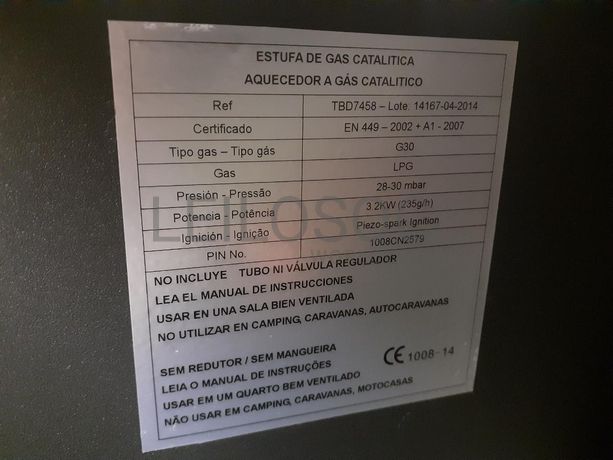 ESTUFA DE GAS CATALITICA
AQUECEDOR A GÁS CATALITICO
Ref TBD7458 – Lote: 14167-04-2014
Certificado EN 449 – 2002 + A1 - 2007
Tipo gas – Tipo gás G30
Gas LPG
Presión - Pressão 28-30 mbar
Potencia - Potência 3.2KW (235g/h)
Ignición - Ignição Piezo-spark Ignition
PIN No. 1008CN2579
NO INCLUYE TUBO NI VÁLVULA REGULADOR
LEA EL MANUAL DE INSTRUCCIONES
USAR EN UNA SALA BIEN VENTILADA
NO UTILIZAR EN CAMPING, CARAVANAS, AUTOCARAVANAS
SEM REDUTOR / SEM MANGUEIRA
LEIA O MANUAL DE INSTRUÇÕES
USAR EM UM QUARTO BEM VENTILADO
NÃO USAR EM CAMPING, CARAVANAS, MOTOCASAS
CE 1008-14